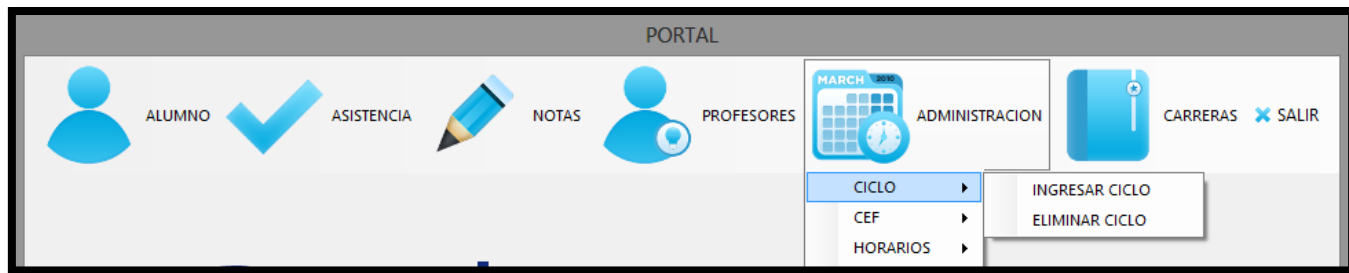 PORTAL
ALUMNO ASISTENCIA NOTAS PROFESORES MARCH 2010 ADMINISTRACION CARRERAS SALIR
CICLO
CEF
HORARIOS
INGRESAR CICLO
ELIMINAR CICLO